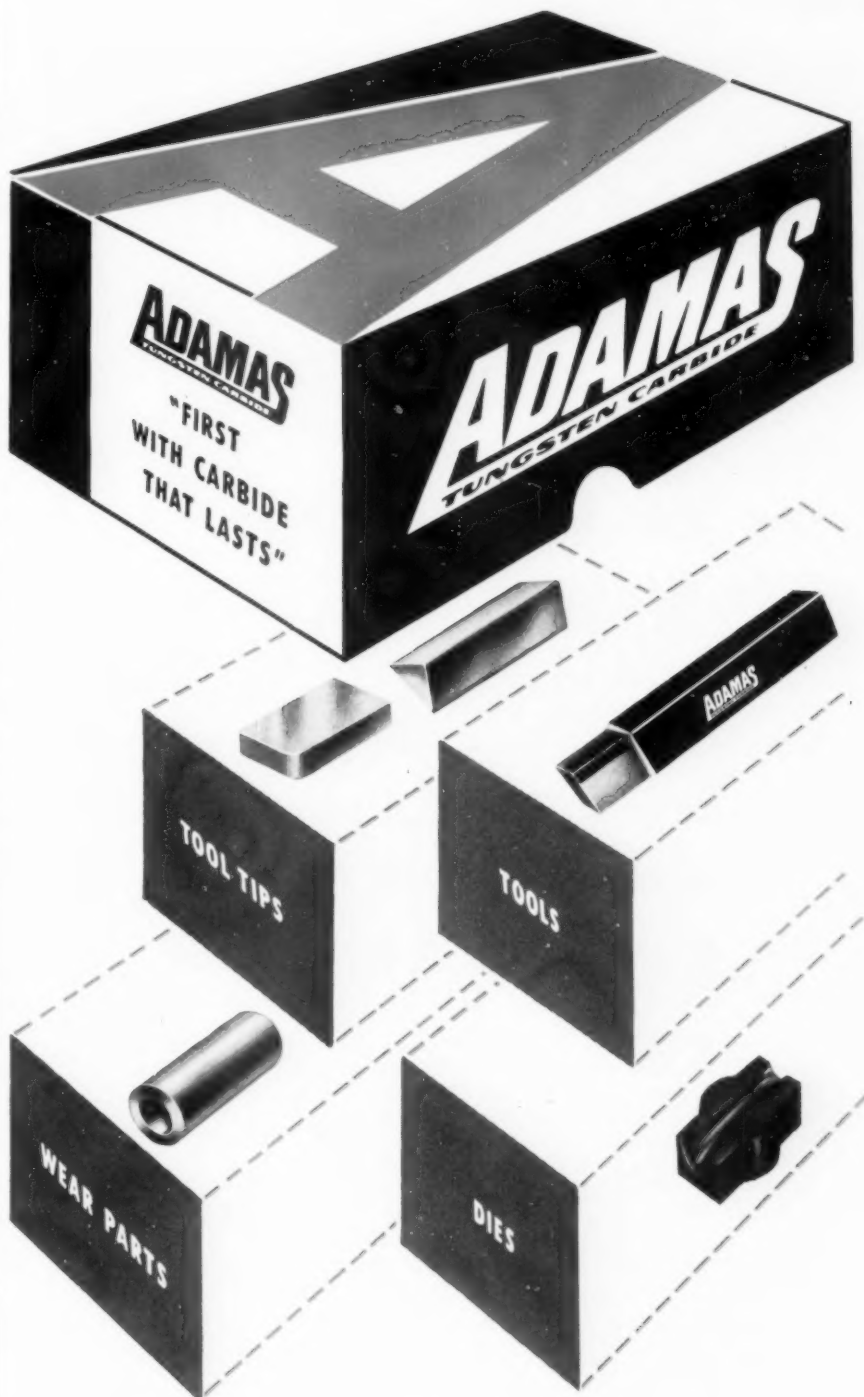 ADAMAS
TUNGSTEN CARBIDE
"FIRST
WITH CARBIDE
THAT LASTS"
ADAMAS
TUNGSTEN CARBIDE
TOOL TIPS
ADAMAS
TOOLS
WEAR PARTS
DIES